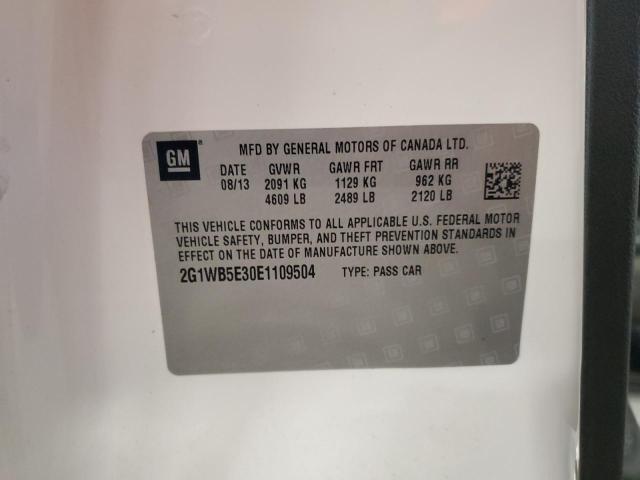 GM
MFD BY GENERAL MOTORS OF CANADA LTD.
DATE GVWR GAWR FRT GAWR RR
08/13 2091 KG 1129 KG 962 KG
4609 LB 2489 LB 2120 LB
THIS VEHICLE CONFORMS TO ALL APPLICABLE U.S. FEDERAL MOTOR
VEHICLE SAFETY, BUMPER, AND THEFT PREVENTION STANDARDS IN
EFFECT ON THE DATE OF MANUFACTURE SHOWN ABOVE.
2G1WB5E30E1109504 TYPE: PASS CAR